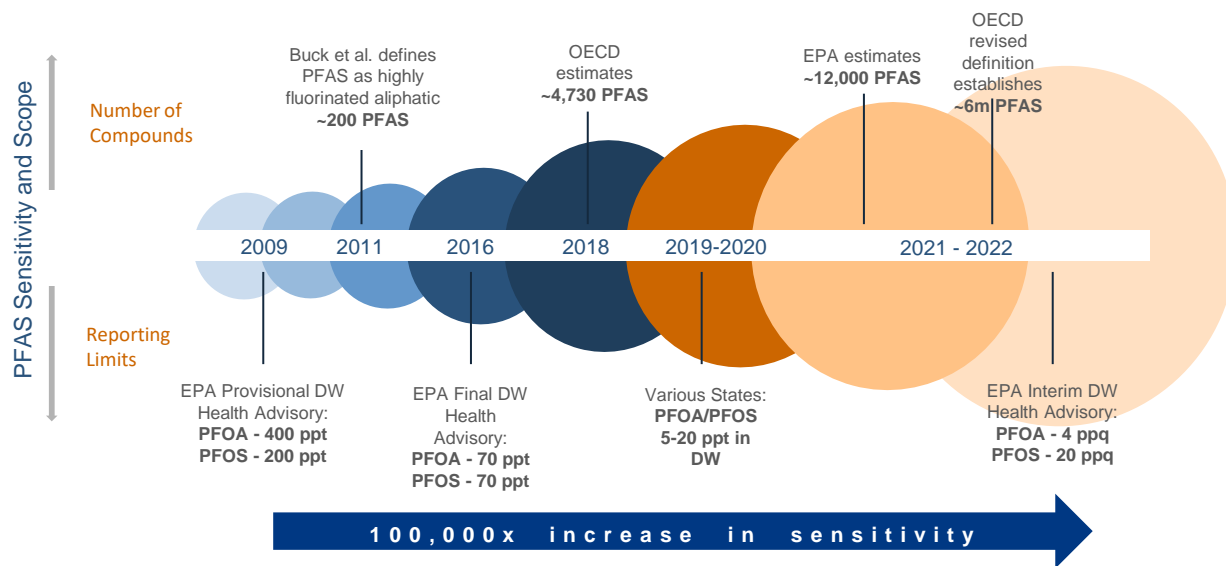 PFAS Sensitivity and Scope
Number of
Compounds
Buck et al. defines
PFAS as highly
fluorinated aliphatic
~200 PFAS
OECD
estimates
~4,730 PFAS
EPA estimates
~12,000 PFAS
OECD
revised
definition
establishes
~6m PFAS
2009
2011
2016
2018
2019-2020
2021 - 2022
Reporting
Limits
EPA Provisional DW
Health Advisory:
PFOA - 400 ppt
PFOS - 200 ppt
EPA Final DW
Health
Advisory:
PFOA - 70 ppt
PFOS - 70 ppt
Various States:
PFOA/PFOS
5-20 ppt in
DW
EPA Interim DW
Health Advisory:
PFOA - 4 ppq
PFOS - 20 ppq
100,000x increase in sensitivity